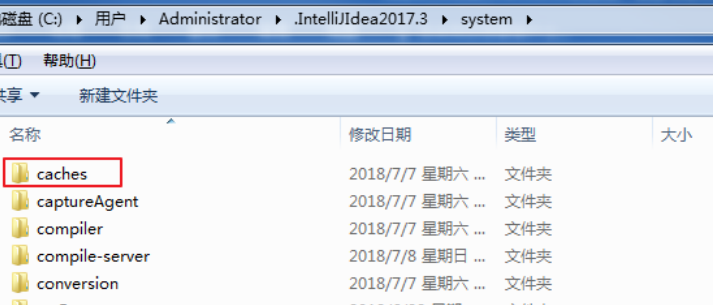 磁盘 (C:) ▸ 用户 ▸ Administrator ▸ .IntelliJIdea2017.3 ▸ system ▸
(T) 帮助(H)
共享 新建文件夹
名称 修改日期 类型 大小
caches 2018/7/7 星期六 ... 文件夹
captureAgent 2018/7/7 星期六 ... 文件夹
compiler 2018/7/7 星期六 ... 文件夹
compile-server 2018/7/8 星期日 ... 文件夹
conversion 2018/7/7 星期六 ... 文件夹